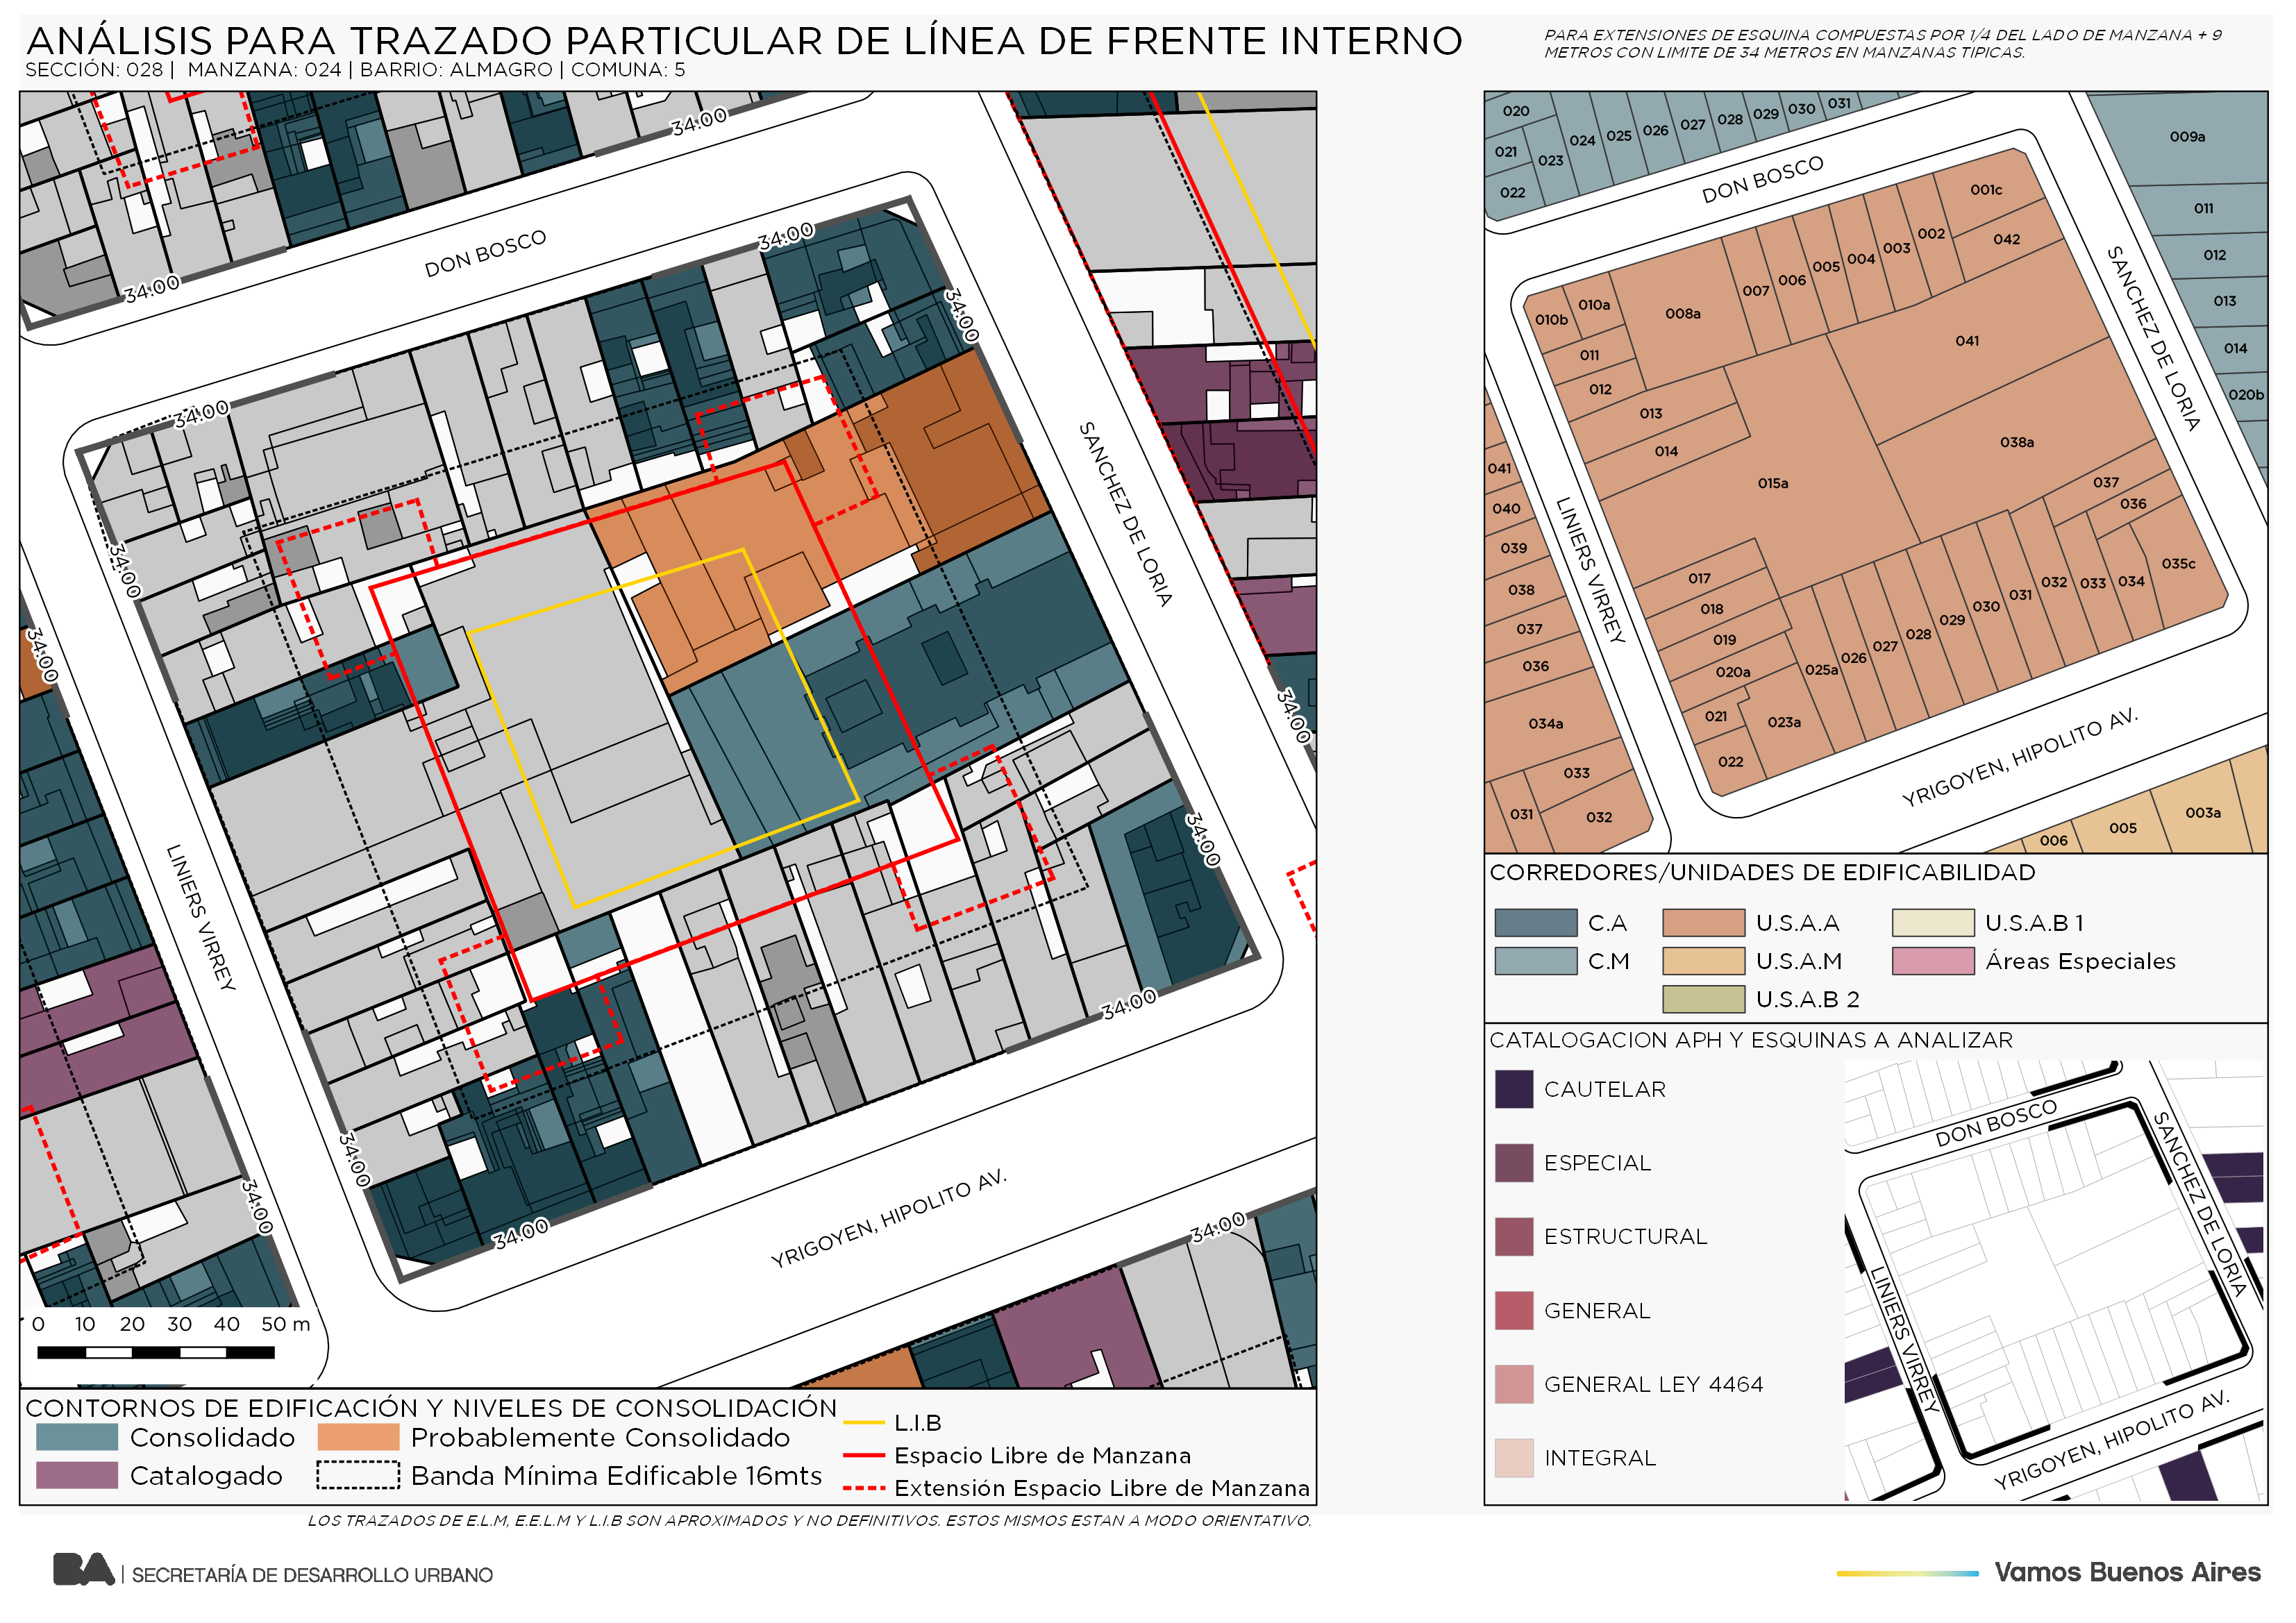 ANÁLISIS PARA TRAZADO PARTICULAR DE LÍNEA DE FRENTE INTERNO
SECCIÓN: 028 | MANZANA: 024 | BARRIO: ALMAGRO | COMUNA: 5
PARA EXTENSIONES DE ESQUINA COMPUESTAS POR 1/4 DEL LADO DE MANZANA + 9
METROS CON LIMITE DE 34 METROS EN MANZANAS TIPICAS.
34.00
34.00
DON BOSCO
34.00
34.00
34.00
34.00
34.00
SANCHEZ DE LORIA
34.00
34.00
LINIERS VIRREY
34.00
34.00
34.00
34.00
YRIGOYEN, HIPOLITO AV.
34.00
0 10 20 30 40 50 m
CONTORNOS DE EDIFICACIÓN Y NIVELES DE CONSOLIDACIÓN
Consolidado
Probablemente Consolidado
Catalogado
Banda Mínima Edificable 16mts
L.I.B
Espacio Libre de Manzana
Extensión Espacio Libre de Manzana
LOS TRAZADOS DE E.L.M, E.E.L.M Y L.I.B SON APROXIMADOS Y NO DEFINITIVOS. ESTOS MISMOS ESTAN A MODO ORIENTATIVO.
020
021
022
023
024
025
026
027
028
029
030
031
009a
011
012
013
014
020b
DON BOSCO
SANCHEZ DE LORIA
LINIERS VIRREY
YRIGOYEN, HIPOLITO AV.
001c
042
002
003
004
005
006
007
008a
010a
010b
011
012
013
014
015a
041
038a
037
036
035c
034
033
032
031
030
029
028
027
026
025a
017
018
019
020a
021
022
023a
041
040
039
038
037
036
034a
033
032
031
006
005
003a
CORREDORES/UNIDADES DE EDIFICABILIDAD
C.A
U.S.A.A
U.S.A.B 1
C.M
U.S.A.M
Áreas Especiales
U.S.A.B 2
CATALOGACION APH Y ESQUINAS A ANALIZAR
CAUTELAR
ESPECIAL
ESTRUCTURAL
GENERAL
GENERAL LEY 4464
INTEGRAL
DON BOSCO
SANCHEZ DE LORIA
LINIERS VIRREY
YRIGOYEN, HIPOLITO AV.
BA | SECRETARÍA DE DESARROLLO URBANO
Vamos Buenos Aires